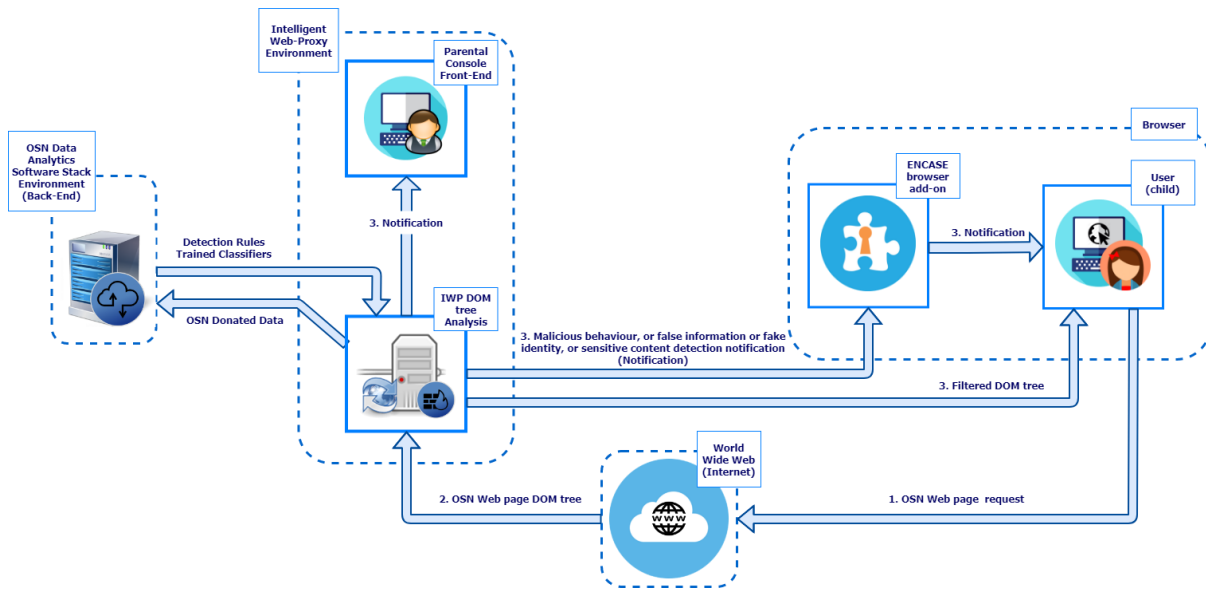 Intelligent
Web-Proxy
Environment
Parental
Console
Front-End
Browser
OSN Data
Analytics
Software Stack
Environment
(Back-End)
ENCASE
browser
add-on
User
(child)
3. Notification
3. Notification
Detection Rules
Trained Classifiers
OSN Donated Data
IWP DOM
tree
Analysis
3. Malicious behaviour, or false information or fake
identity, or sensitive content detection notification
(Notification)
3. Filtered DOM tree
World
Wide Web
(Internet)
2. OSN Web page DOM tree
1. OSN Web page request
WWW